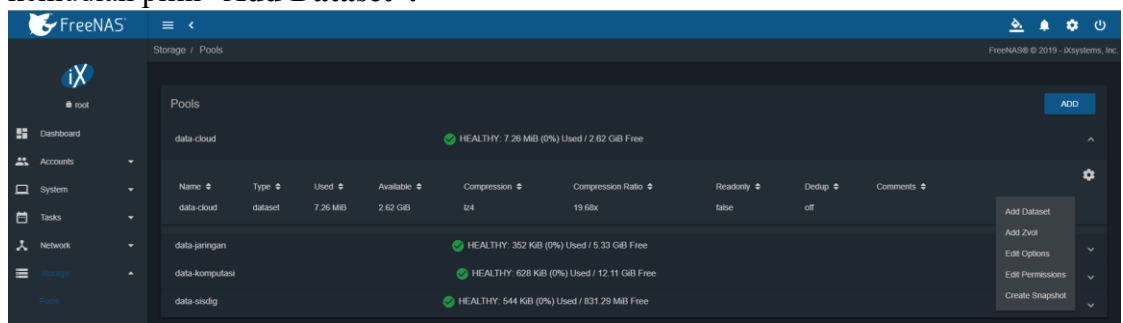 kemudian pilih "Add Dataset".
FreeNAS®
Storage / Pools
FreeNAS® © 2019 - iXsystems, Inc.
iX
root
Pools
ADD
Dashboard
data-cloud
HEALTHY: 7.26 MiB (0%) Used / 2.62 GiB Free
Accounts
System
Name Type Used Available Compression Compression Ratio Readonly Dedup Comments
data-cloud dataset 7.26 MiB 2.62 GiB lz4 19.68x false off
Tasks
Add Dataset
Add Zvol
Network
data-jaringan
HEALTHY: 352 KiB (0%) Used / 5.33 GiB Free
Edit Options
Storage
data-komputasi
HEALTHY: 628 KiB (0%) Used / 12.11 GiB Free
Edit Permissions
Pools
data-sisdig
HEALTHY: 544 KiB (0%) Used / 831.29 MiB Free
Create Snapshot